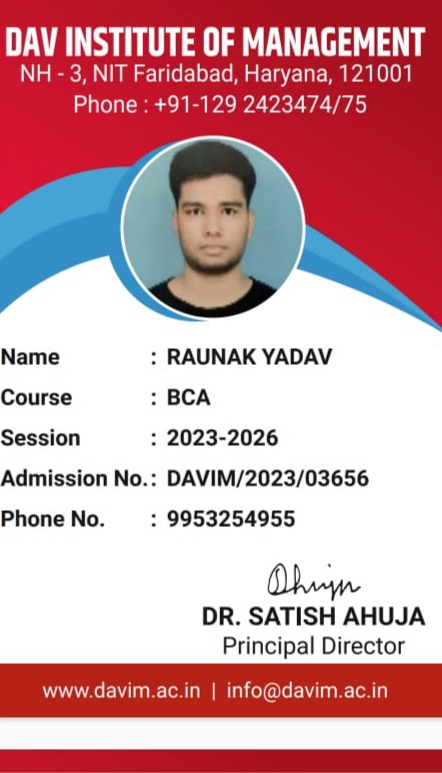 DAV INSTITUTE OF MANAGEMENT
NH - 3, NIT Faridabad, Haryana, 121001
Phone : +91-129 2423474/75
Name : RAUNAK YADAV
Course : BCA
Session : 2023-2026
Admission No.: DAVIM/2023/03656
Phone No. : 9953254955
DR. SATISH AHUJA
Principal Director
www.davim.ac.in | info@davim.ac.in